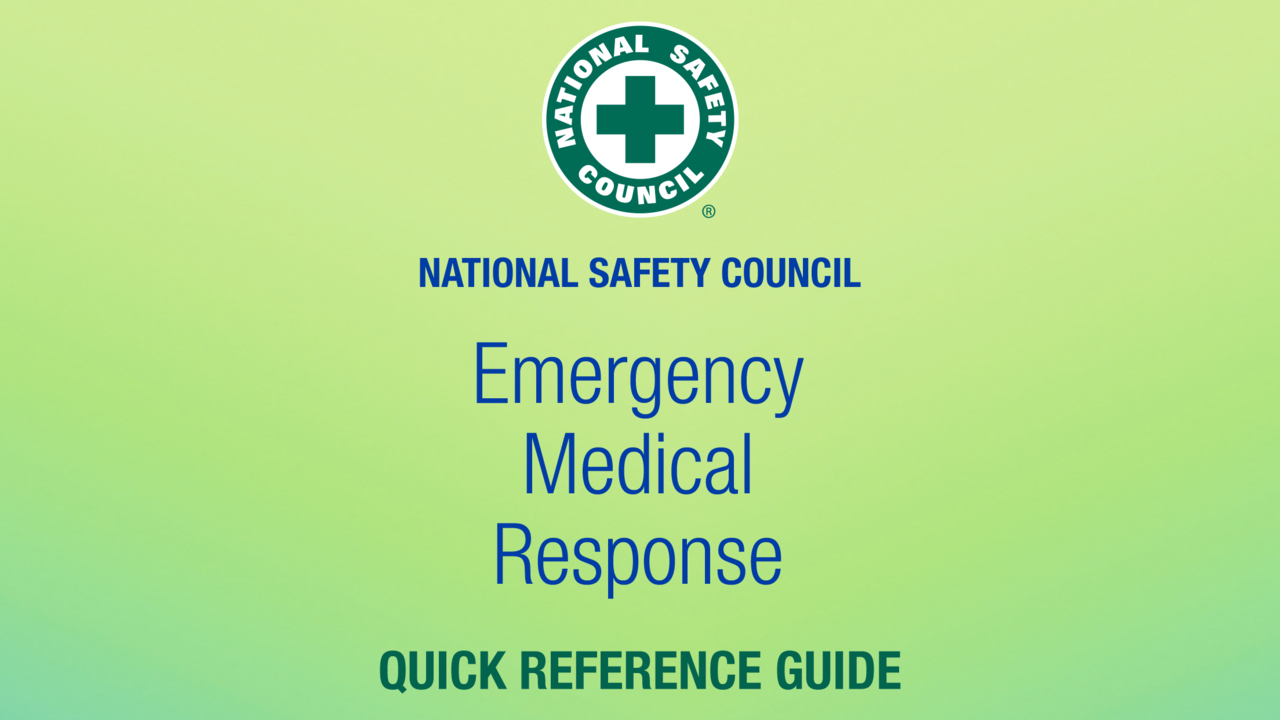 NATIONAL SAFETY
COUNCIL
®
NATIONAL SAFETY COUNCIL
Emergency
Medical
Response
QUICK REFERENCE GUIDE